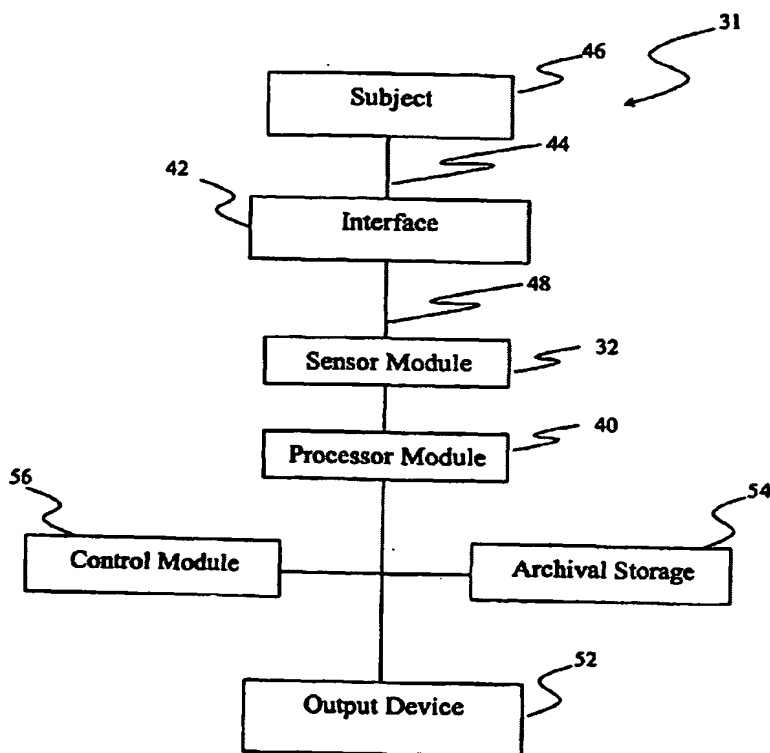 31
46
Subject
44
42
Interface
48
Sensor Module
32
Processor Module
40
56
54
Control Module
Archival Storage
52
Output Device